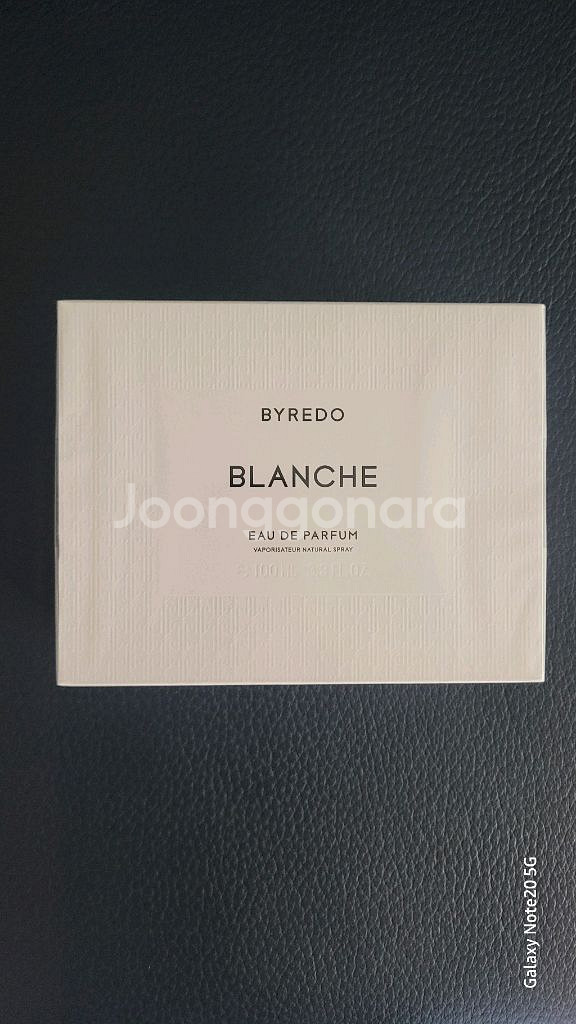 BYREDO
BLANCHE
Joonggonara
EAU DE PARFUM
VAPORISATEUR NATURAL SPRAY
Galaxy Note20 5G